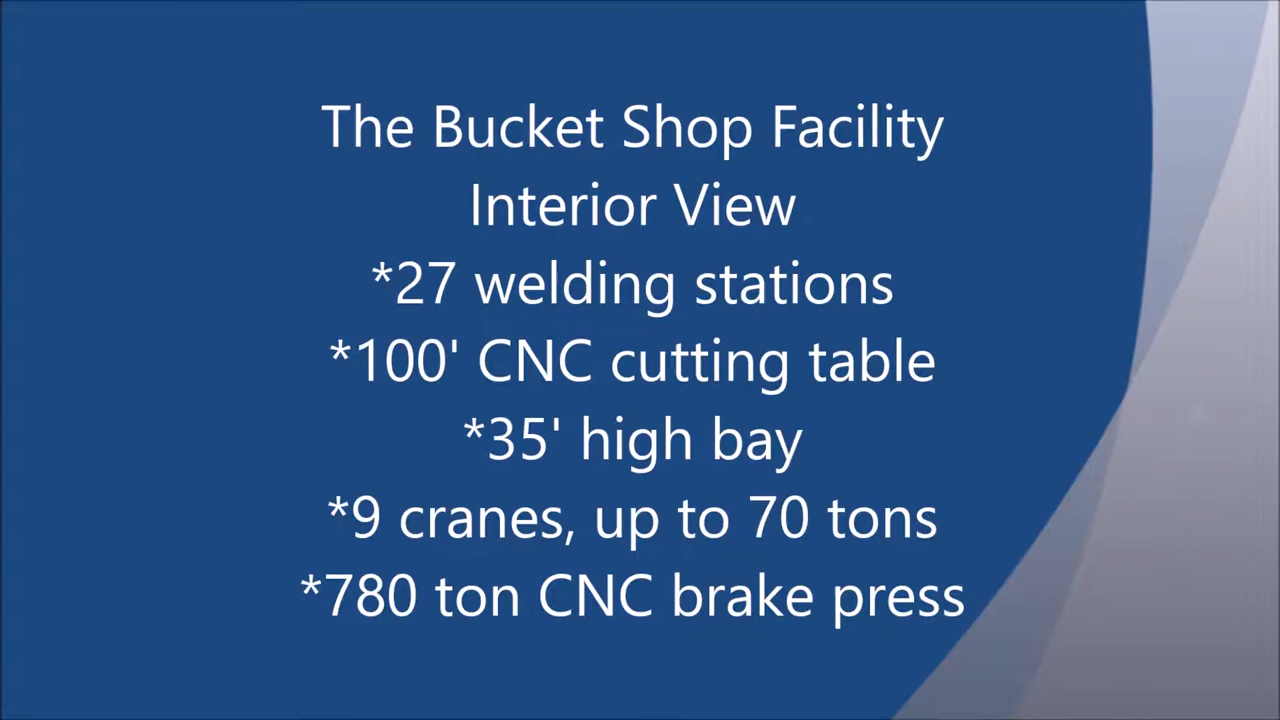 The Bucket Shop Facility
Interior View
*27 welding stations
*100' CNC cutting table
*35' high bay
*9 cranes, up to 70 tons
*780 ton CNC brake press